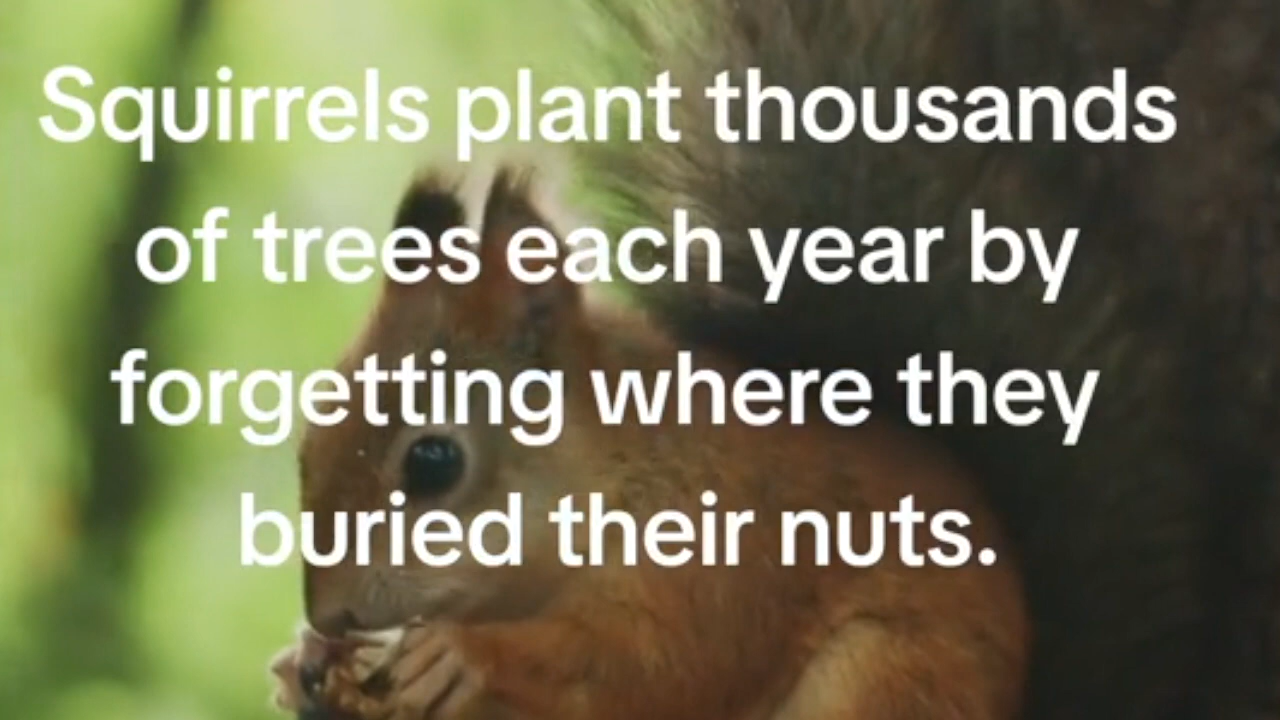 Squirrels plant thousands
of trees each year by
forgetting where they
buried their nuts.